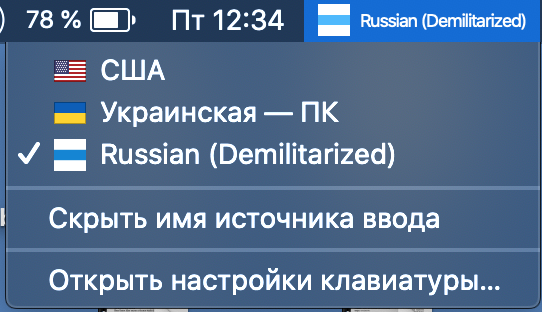 78 %
Пт 12:34
Russian (Demilitarized)
США
Украинская — ПК
Russian (Demilitarized)
Скрыть имя источника ввода
Открыть настройки клавиатуры...